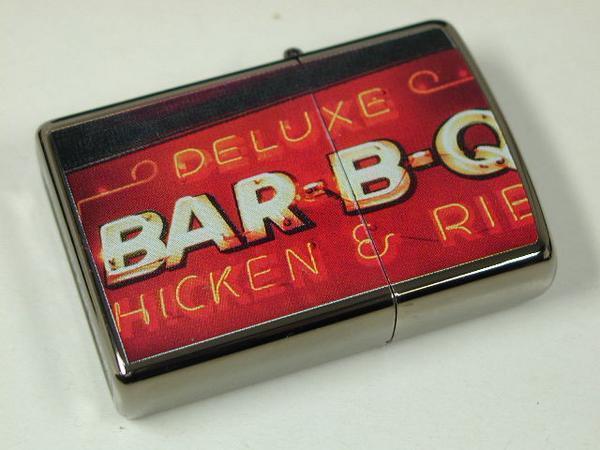 DELUXE
BAR-B-Q
HICKEN & RIB